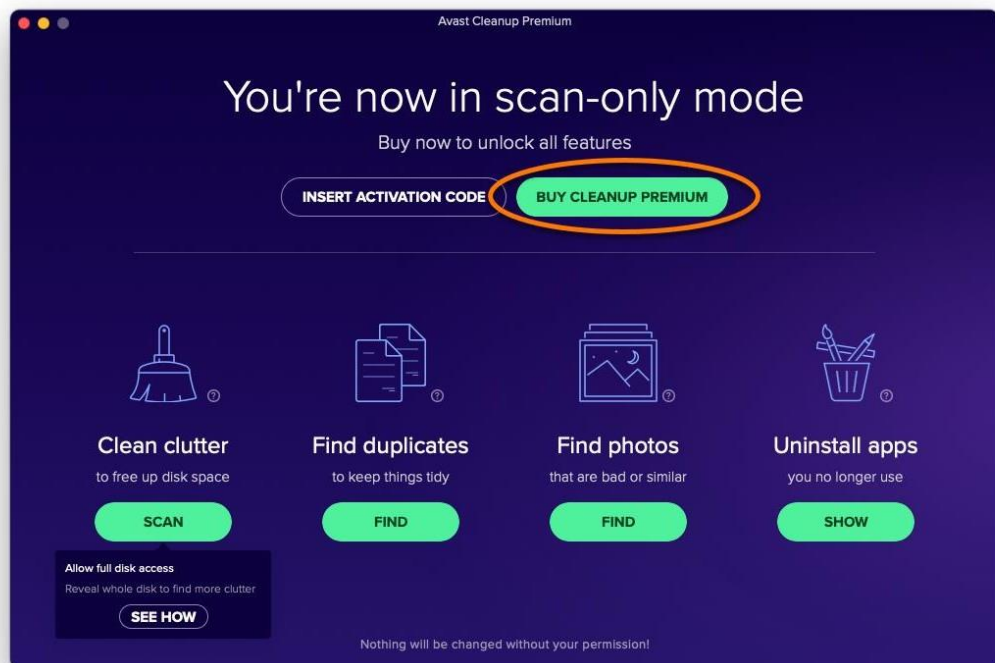 Avast Cleanup Premium
You're now in scan-only mode
Buy now to unlock all features
INSERT ACTIVATION CODE
BUY CLEANUP PREMIUM
?
?
?
?
Clean clutter
to free up disk space
SCAN
Find duplicates
to keep things tidy
FIND
Find photos
that are bad or similar
FIND
Uninstall apps
you no longer use
SHOW
Allow full disk access
Reveal whole disk to find more clutter
SEE HOW
Nothing will be changed without your permission!